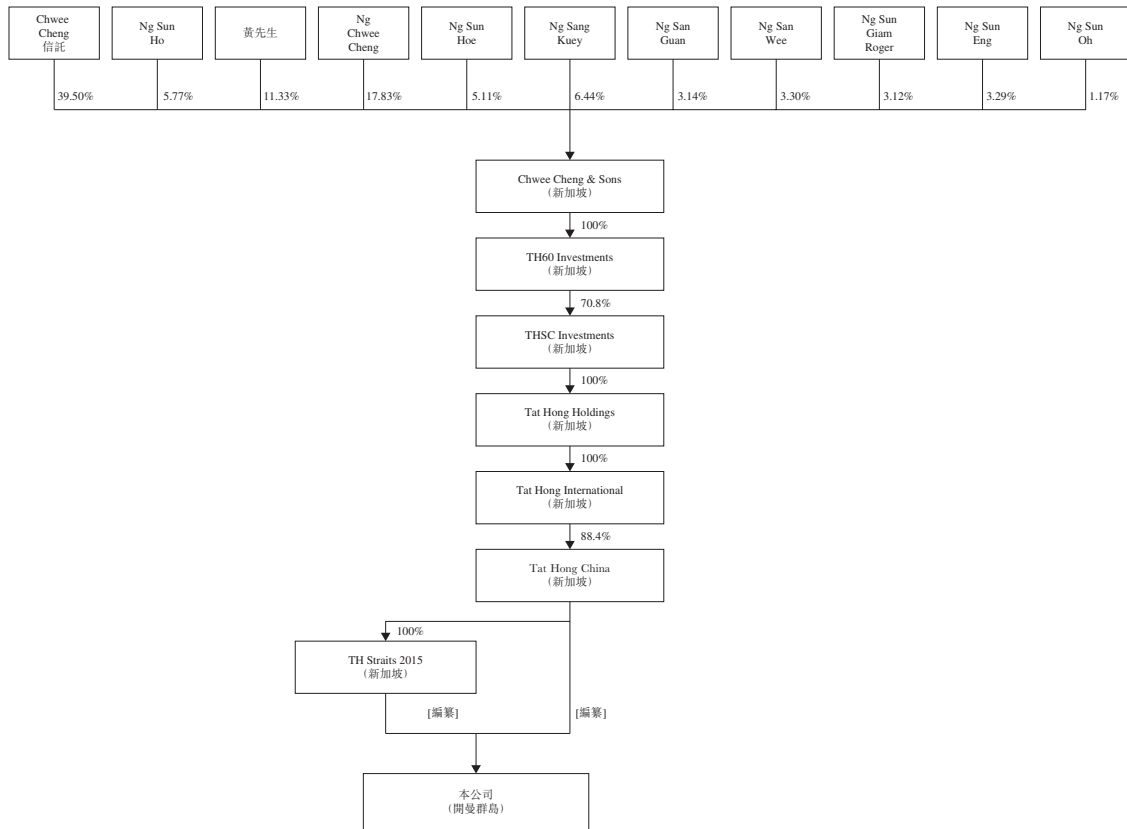 Chwee
Cheng
信託
Ng Sun
Ho
黃先生
Ng
Chwee
Cheng
Ng Sun
Hoe
Ng Sang
Kuey
Ng San
Guan
Ng San
Wee
Ng Sun
Giam
Roger
Ng Sun
Eng
Ng Sun
Oh
39.50%
5.77%
11.33%
17.83%
5.11%
6.44%
3.14%
3.30%
3.12%
3.29%
1.17%
Chwee Cheng & Sons
(新加坡)
100%
TH60 Investments
(新加坡)
70.8%
THSC Investments
(新加坡)
100%
Tat Hong Holdings
(新加坡)
100%
Tat Hong International
(新加坡)
88.4%
Tat Hong China
(新加坡)
100%
TH Straits 2015
(新加坡)
[編纂]
[編纂]
本公司
(開曼群島)